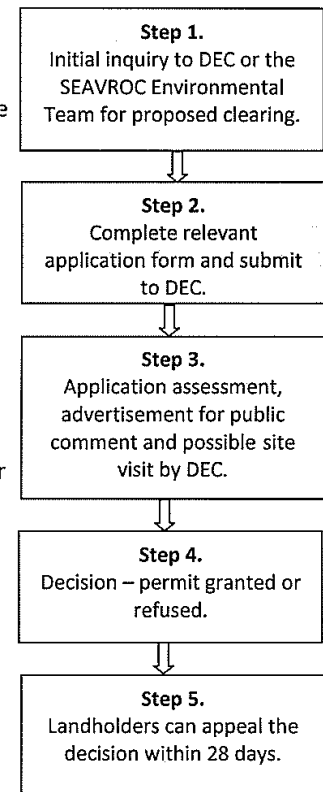 Step 1.
Initial inquiry to DEC or the
SEAVROC Environmental
Team for proposed clearing.
Step 2.
Complete relevant
application form and submit
to DEC.
Step 3.
Application assessment,
advertisement for public
comment and possible site
visit by DEC.
Step 4.
Decision – permit granted or
refused.
Step 5.
Landholders can appeal the
decision within 28 days.